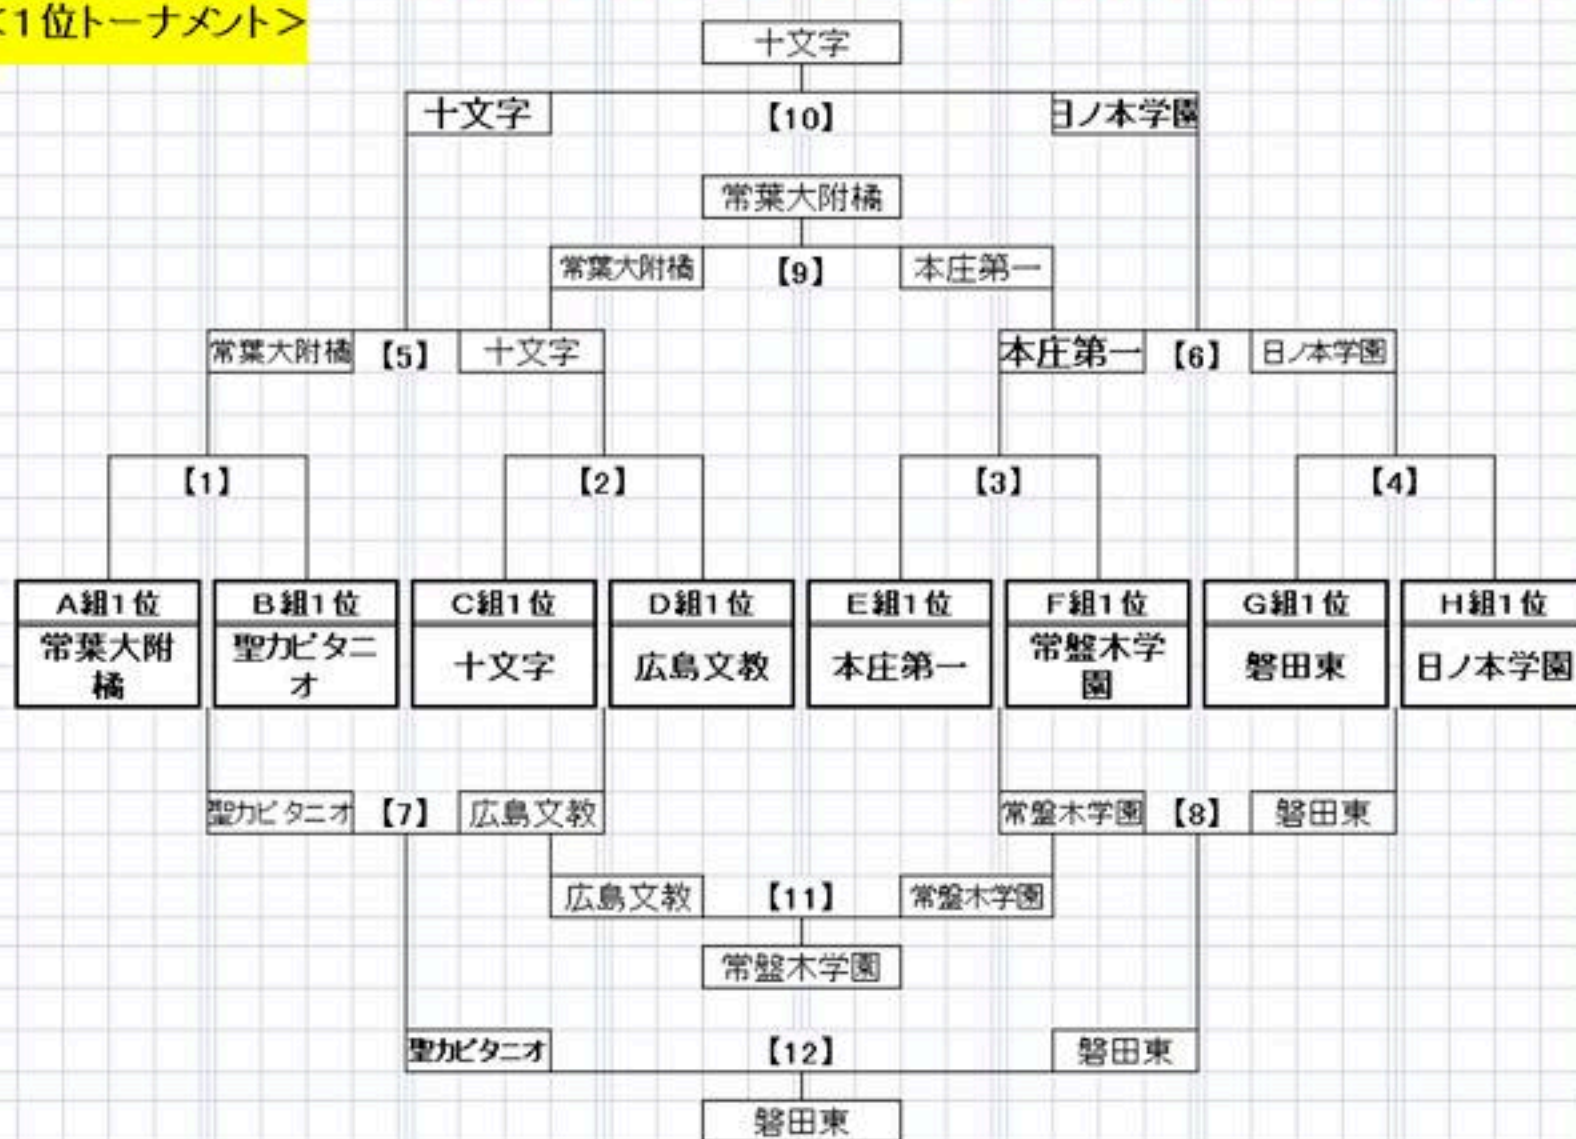 <1位トーナメント>
十文字
十文字 【10】 日ノ本学園
常葉大附橘
常葉大附橘 【9】 本庄第一
常葉大附橘 【5】 十文字 本庄第一 【6】 日ノ本学園
【1】 【2】 【3】 【4】
A組1位 B組1位 C組1位 D組1位 E組1位 F組1位 G組1位 H組1位
常葉大附橘 聖カピタニオ 十文字 広島文教 本庄第一 常盤木学園 磐田東 日ノ本学園
聖カピタニオ 【7】 広島文教 常盤木学園 【8】 磐田東
広島文教 【11】 常盤木学園
常盤木学園
聖カピタニオ 【12】 磐田東
磐田東